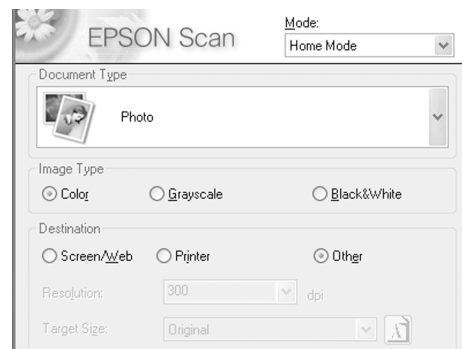 EPSON Scan
Mode:
Home Mode
Document Type
Photo
Image Type
Color Grayscale Black&White
Destination
Screen/Web Printer Other
Resolution: 300 dpi
Target Size: Original